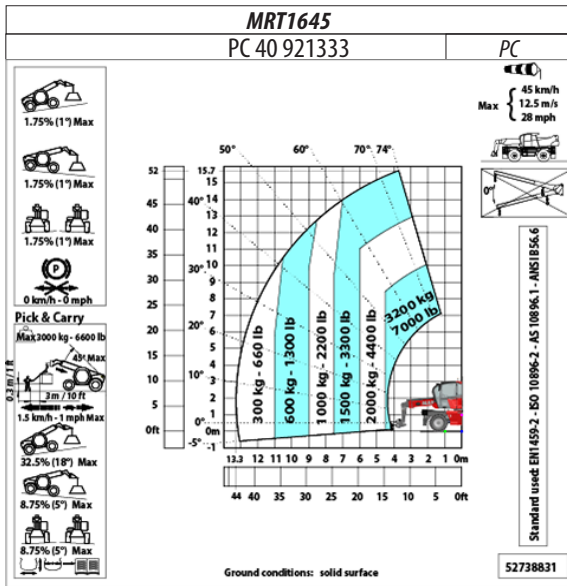 MRT1645
PC 40 921333
PC
1.75% (1°) Max
1.75% (1°) Max
1.75% (1°) Max
P
0 km/h - 0 mph
Pick & Carry
Max3000 kg - 6600 lb
45° Max
0.3 m / 1 ft
3m / 10 ft
1.5 km/h - 1 mph Max
32.5% (18°) Max
8.75% (5°) Max
8.75% (5°) Max
Max
45 km/h
12.5 m/s
28 mph
0°
50°
60°
70°
74°
40°
30°
20°
10°
0°
-5°
52
45
40
35
30
25
20
15
10
5
0ft
15.7
15
14
13
12
11
10
9
8
7
6
5
4
3
2
1
0m
-1
300 kg - 660 lb
600 kg - 1300 lb
1000 kg - 2200 lb
1500 kg - 3300 lb
2000 kg - 4400 lb
3200 kg
7000 lb
13.3 12 11 10 9 8 7 6 5 4 3 2 1 0m
44 40 35 30 25 20 15 10 5 0ft
Ground conditions: solid surface
Standard used: EN1459-2 - ISO 10896-2 - AS 10896.1 - ANSI B56.6
52738831